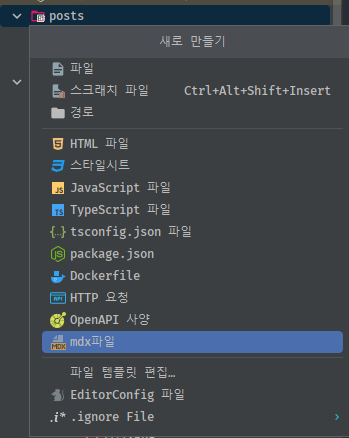 posts
새로 만들기
파일
스크래치 파일 Ctrl+Alt+Shift+Insert
경로
HTML 파일
스타일시트
JavaScript 파일
TypeScript 파일
tsconfig.json 파일
package.json
Dockerfile
HTTP 요청
OpenAPI 사양
mdx파일
파일 템플릿 편집…
EditorConfig 파일
.ignore File